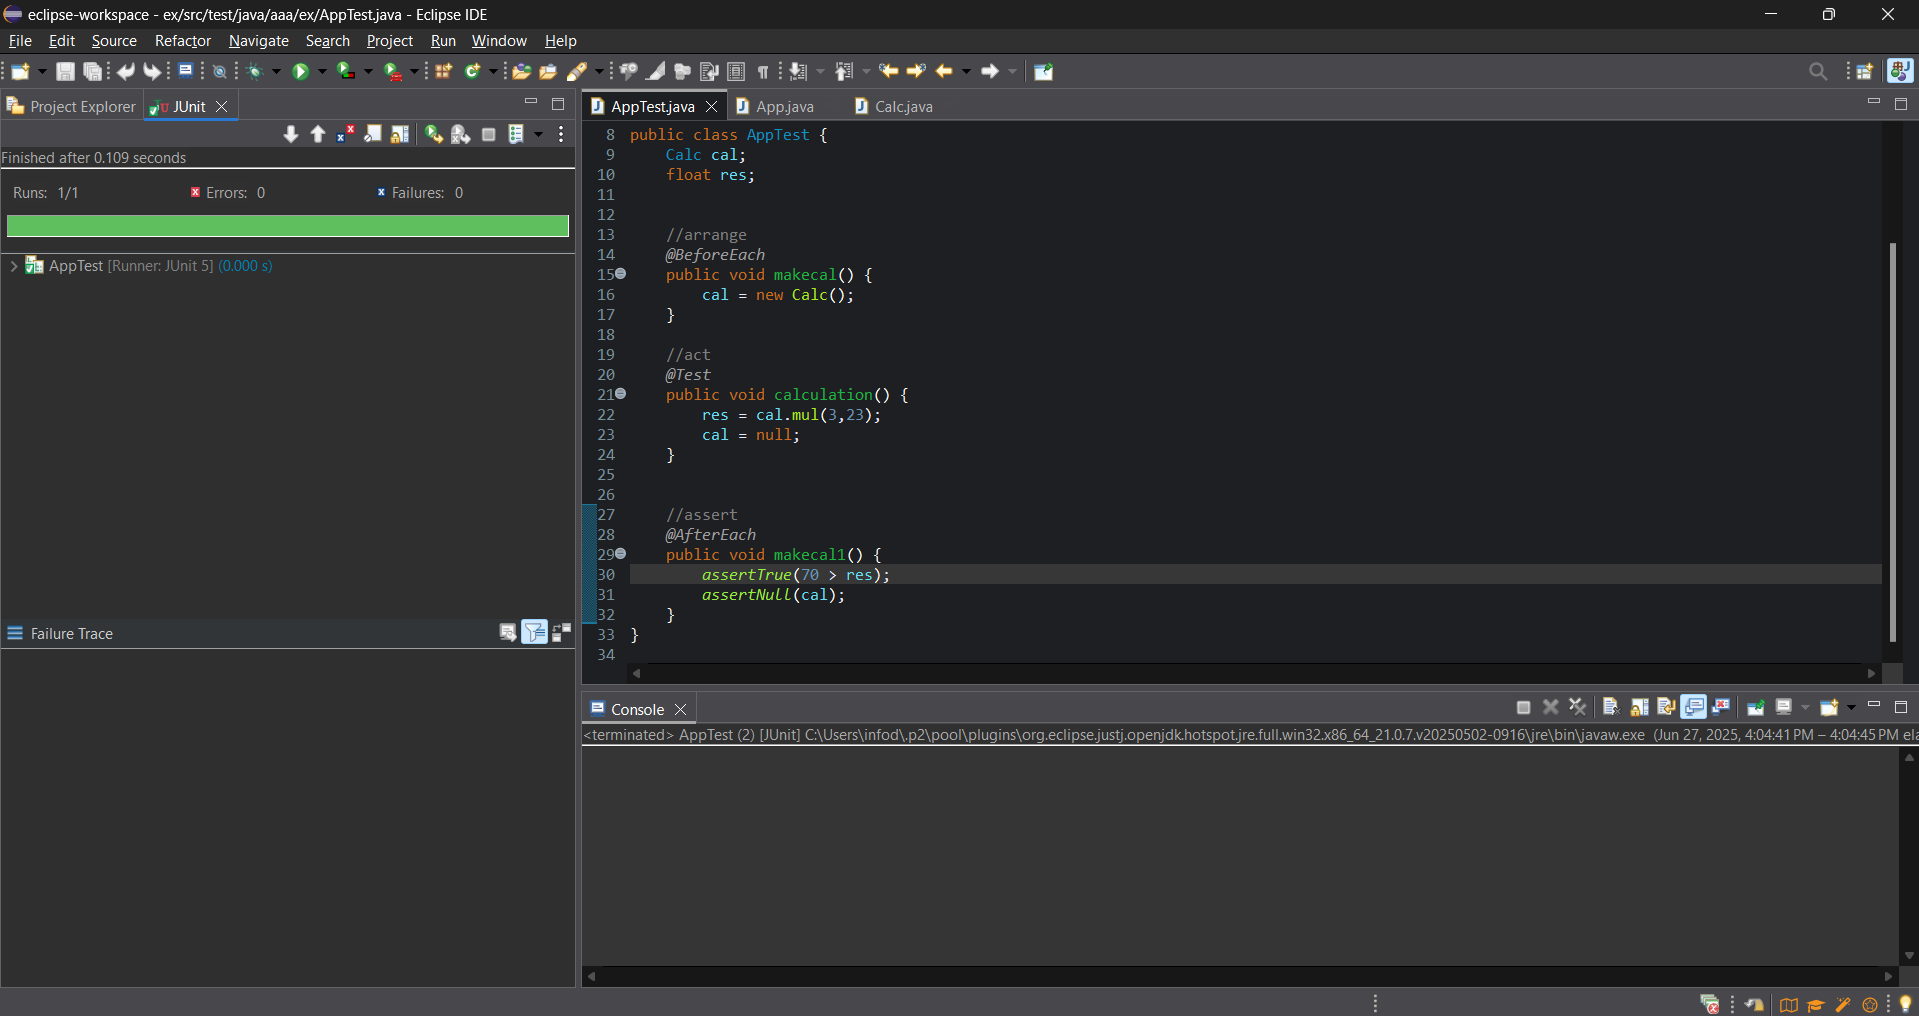 eclipse-workspace - ex/src/test/java/aaa/ex/AppTest.java - Eclipse IDE
File Edit Source Refactor Navigate Search Project Run Window Help
Project Explorer JUnit
Finished after 0.109 seconds
Runs: 1/1 Errors: 0 Failures: 0
AppTest [Runner: JUnit 5] (0.000 s)
Failure Trace
AppTest.java App.java Calc.java
8 public class AppTest {
9 Calc cal;
10 float res;
11
12
13 //arrange
14 @BeforeEach
15 public void makecal() {
16 cal = new Calc();
17 }
18
19 //act
20 @Test
21 public void calculation() {
22 res = cal.mul(3,23);
23 cal = null;
24 }
25
26
27 //assert
28 @AfterEach
29 public void makecal1() {
30 assertTrue(70 > res);
31 assertNull(cal);
32 }
33 }
34
Console
<terminated> AppTest (2) [JUnit] C:\Users\infod\.p2\pool\plugins\org.eclipse.justj.openjdk.hotspot.jre.full.win32.x86_64_21.0.7.v20250502-0916\jre\bin\javaw.exe (Jun 27, 2025, 4:04:41 PM – 4:04:45 PM ela